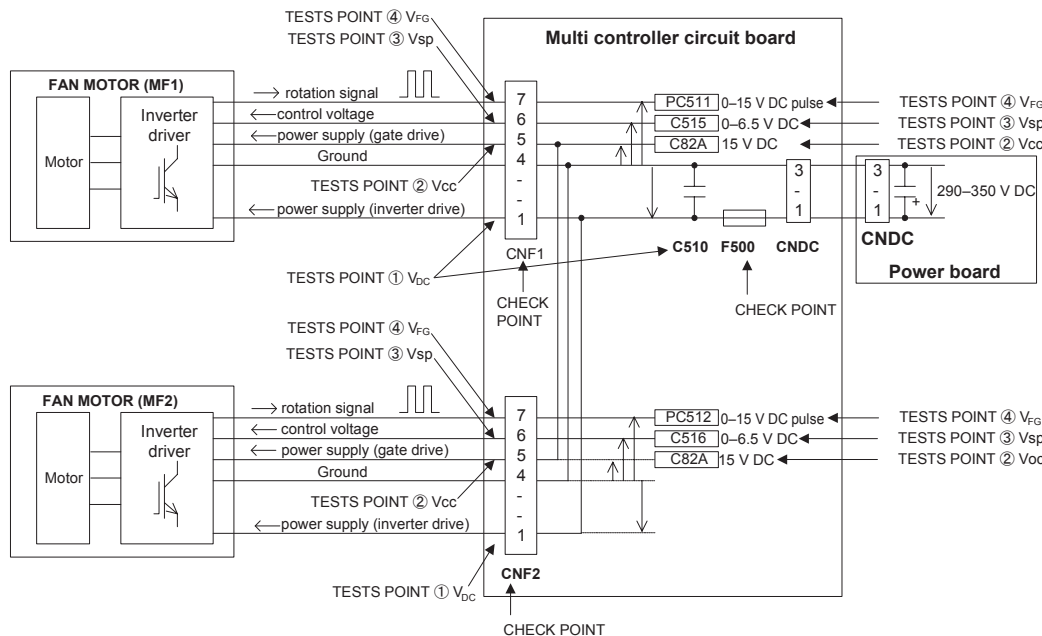 TESTS POINT ④ VFG
TESTS POINT ③ Vsp
Multi controller circuit board
FAN MOTOR (MF1)
Motor
Inverter
driver
→ rotation signal
← control voltage
← power supply (gate drive)
Ground
TESTS POINT ② Vcc
← power supply (inverter drive)
TESTS POINT ① VDC
7
6
5
4
-
-
1
CNF1
CHECK
POINT
PC511 0–15 V DC pulse
C515 0–6.5 V DC
C82A 15 V DC
TESTS POINT ④ VFG
TESTS POINT ③ Vsp
TESTS POINT ② Vcc
C510
F500
CHECK POINT
3
-
1
CNDC
3
-
1
CNDC
+
290–350 V DC
Power board
TESTS POINT ④ VFG
TESTS POINT ③ Vsp
FAN MOTOR (MF2)
Motor
Inverter
driver
→ rotation signal
← control voltage
← power supply (gate drive)
Ground
TESTS POINT ② Vcc
← power supply (inverter drive)
TESTS POINT ① VDC
7
6
5
4
-
-
1
CNF2
CHECK POINT
PC512 0–15 V DC pulse
C516 0–6.5 V DC
C82A 15 V DC
TESTS POINT ④ VFG
TESTS POINT ③ Vsp
TESTS POINT ② Voc